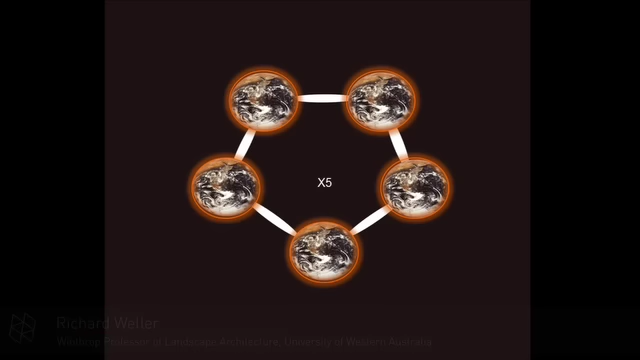 X5
Richard Weller
Winthrop Professor of Landscape Architecture, University of Western Australia